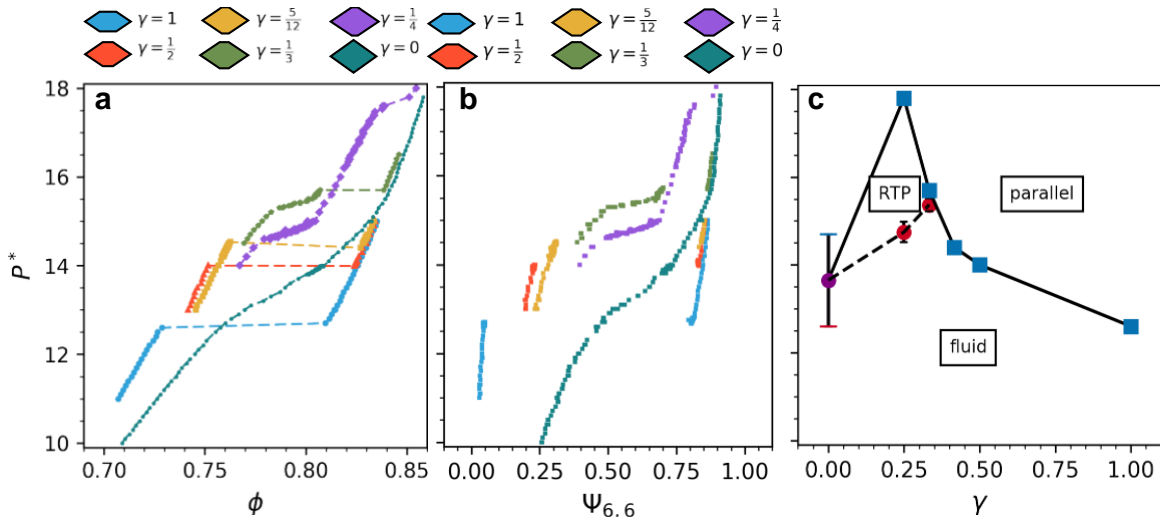 γ = 1 γ = 5/12 γ = 1/4 γ = 1 γ = 5/12 γ = 1/4
γ = 1/2 γ = 1/3 γ = 0 γ = 1/2 γ = 1/3 γ = 0
a
18
16
14
12
10
P*
0.70 0.75 0.80 0.85
ϕ
b
0.00 0.25 0.50 0.75 1.00
Ψ6, 6
c
RTP
parallel
fluid
0.00 0.25 0.50 0.75 1.00
γ